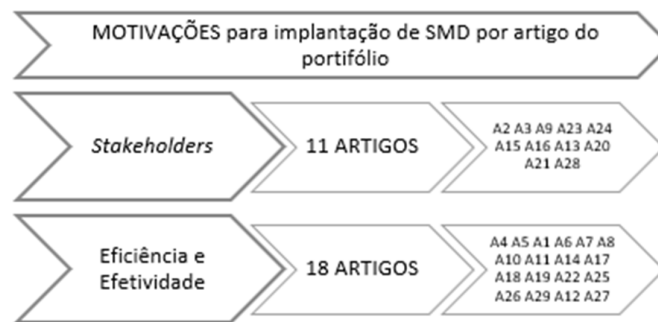 MOTIVAÇÕES para implantação de SMD por artigo do
portifólio
Stakeholders
11 ARTIGOS
A2 A3 A9 A23 A24
A15 A16 A13 A20
A21 A28
Eficiência e
Efetividade
18 ARTIGOS
A4 A5 A1 A6 A7 A8
A10 A11 A14 A17
A18 A19 A22 A25
A26 A29 A12 A27